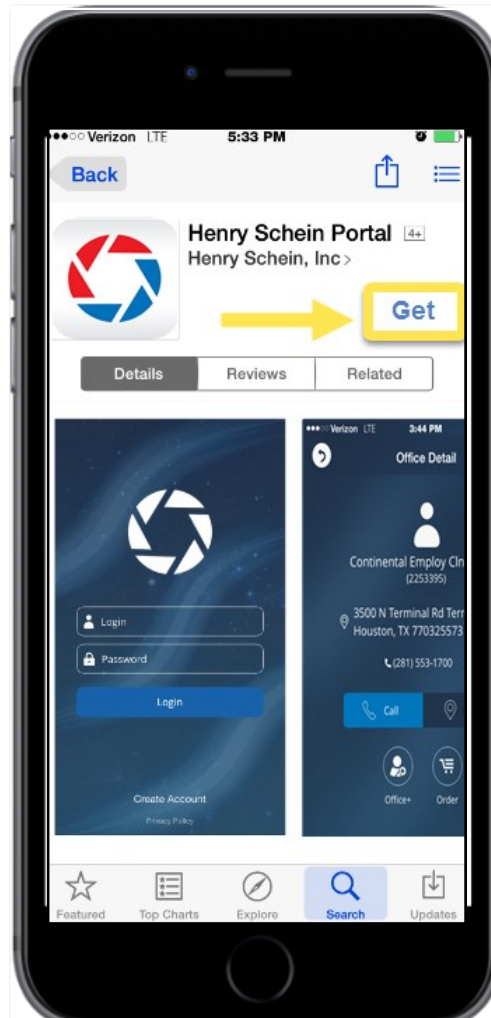 Verizon LTE 5:33 PM
Back
Henry Schein Portal 4+
Henry Schein, Inc >
Get
Details Reviews Related
Login
Password
Login
Create Account
Privacy Policy
Verizon LTE 3:44 PM
Office Detail
Continental Employ Cln
(2253395)
3500 N Terminal Rd Terr
Houston, TX 770325573
(281) 553-1700
Call
Office+ Order
Featured Top Charts Explore Search Updates